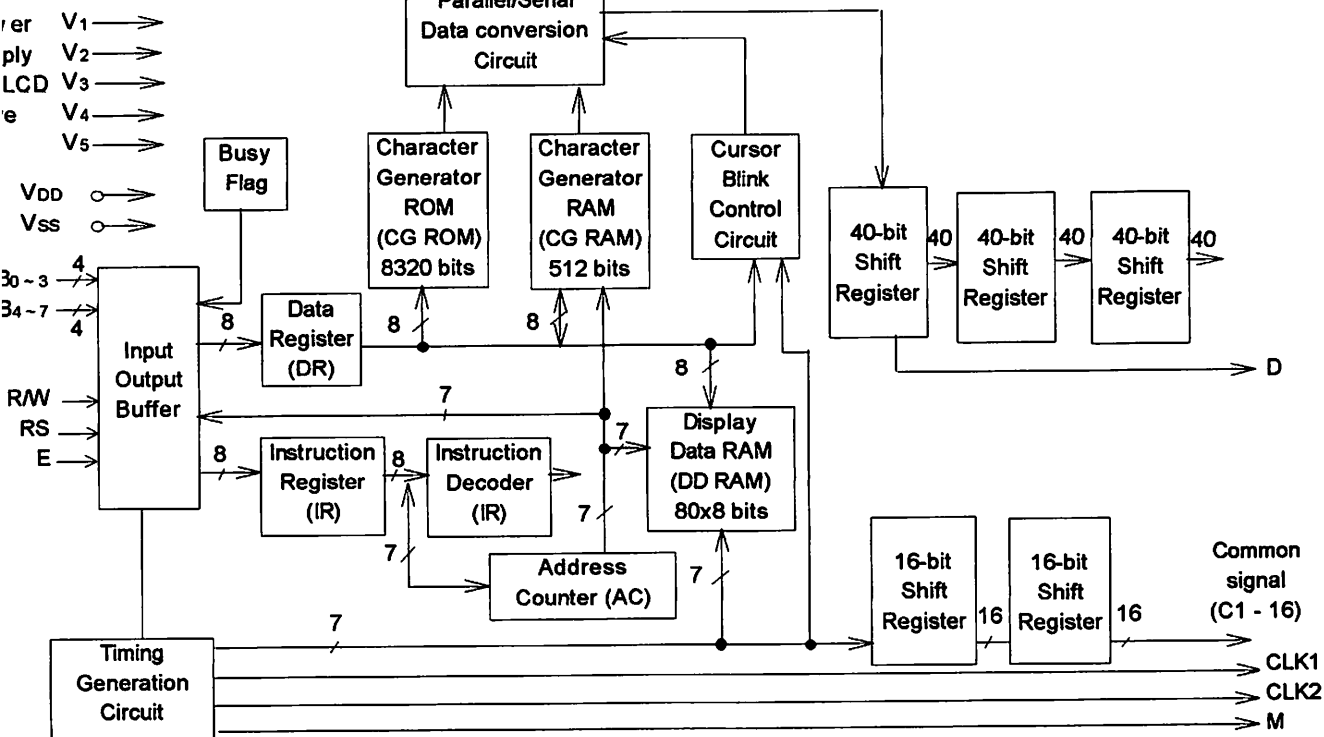 V1
V2
LCD V3
V4
V5
VDD
VSS
4
4
R/W
RS
E
Busy
Flag
Input
Output
Buffer
8
Data
Register
(DR)
Data conversion
Circuit
Character
Generator
ROM
(CG ROM)
8320 bits
8
Character
Generator
RAM
(CG RAM)
512 bits
8
Cursor
Blink
Control
Circuit
40-bit
Shift
Register
40
40-bit
Shift
Register
40
40-bit
Shift
Register
40
D
7
8
7
Display
Data RAM
(DD RAM)
80x8 bits
8
Instruction
Register
(IR)
8
Instruction
Decoder
(IR)
7
7
Address
Counter (AC)
7
7
Timing
Generation
Circuit
16-bit
Shift
Register
16
16-bit
Shift
Register
16
Common
signal
(C1 - 16)
CLK1
CLK2
M